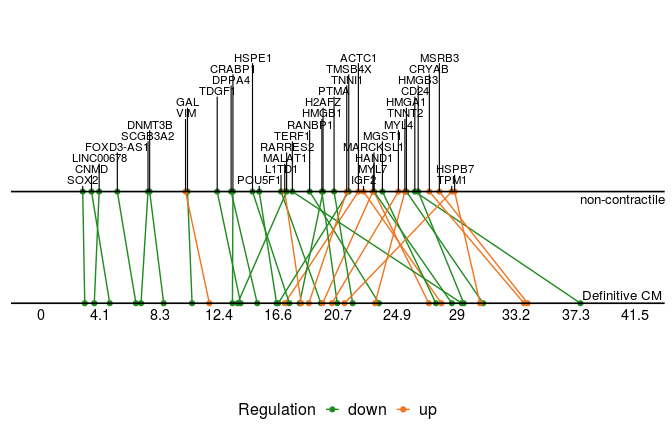 HSPE1 ACTC1 MSRB3
CRABP1 TMSB4X CRYAB
DPPA4 TNNI1 HMGB3
TDGF1 PTMA CD24
GAL H2AFZ HMGA1
VIM HMGB1 TNNT2
DNMT3B RANBP1 MYL4
SCGB3A2 TERF1 MGST1
FOXD3-AS1 RARRES2 MARCKSL1
LINC00678 MALAT1 HAND1
CNMD L1TD1 MYL7 HSPB7
SOX2 POU5F1 IGF2 TPM1
non-contractile
Definitive CM
0 4.1 8.3 12.4 16.6 20.7 24.9 29 33.2 37.3 41.5
Regulation down up